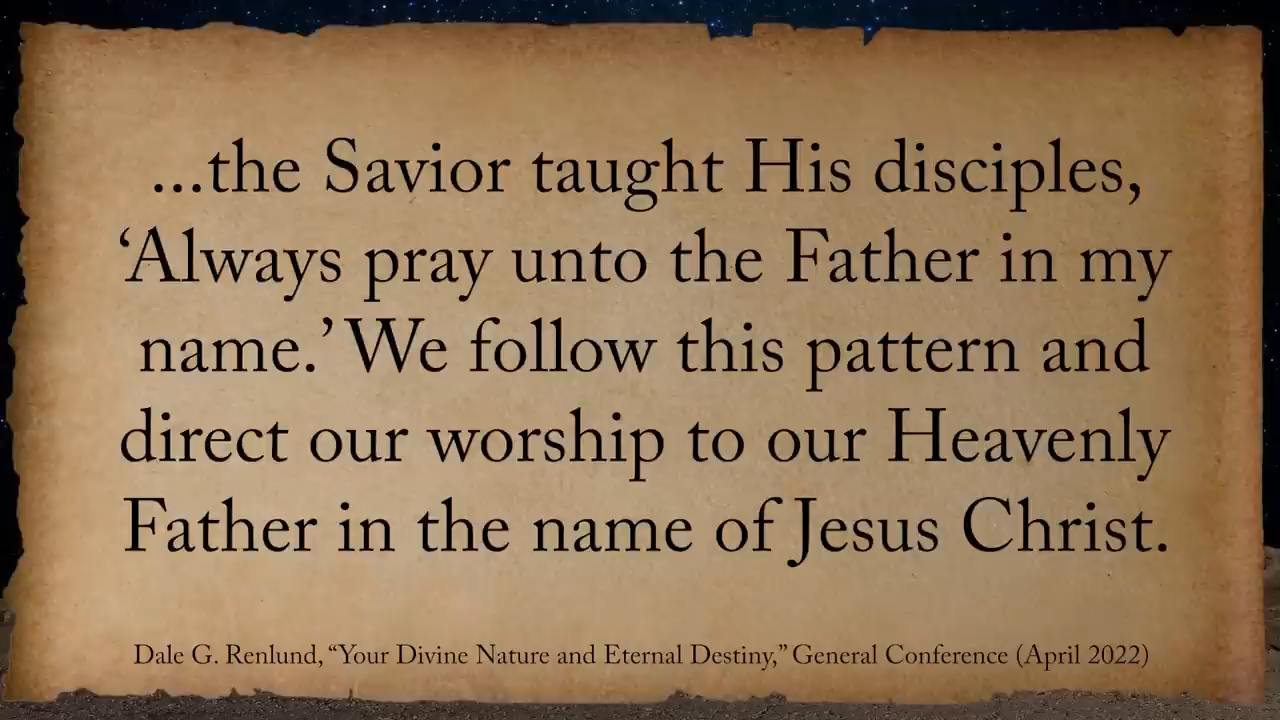 ...the Savior taught His disciples,
‘Always pray unto the Father in my
name.’ We follow this pattern and
direct our worship to our Heavenly
Father in the name of Jesus Christ.
Dale G. Renlund, “Your Divine Nature and Eternal Destiny,” General Conference (April 2022)